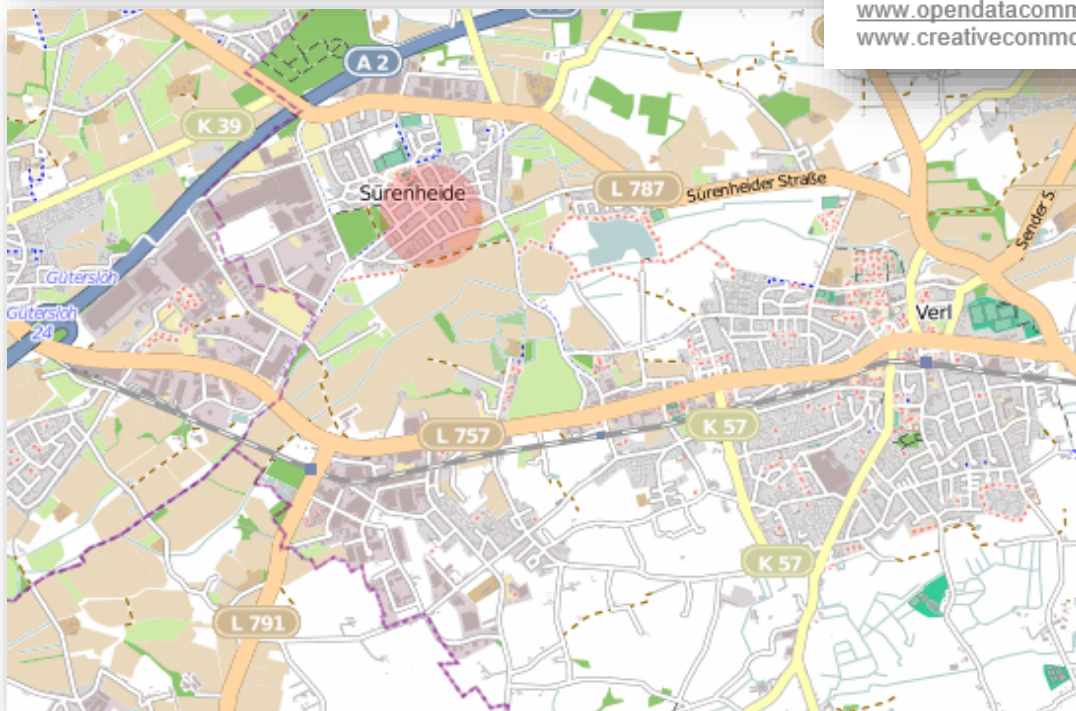 www.opendatacomm
www.creativecommo
A 2
K 39
Sürenheide
L 787
Sürenheider Straße
Sender S
Gütersloh
Gütersloh
24
Verl
L 757
K 57
K 57
L 791